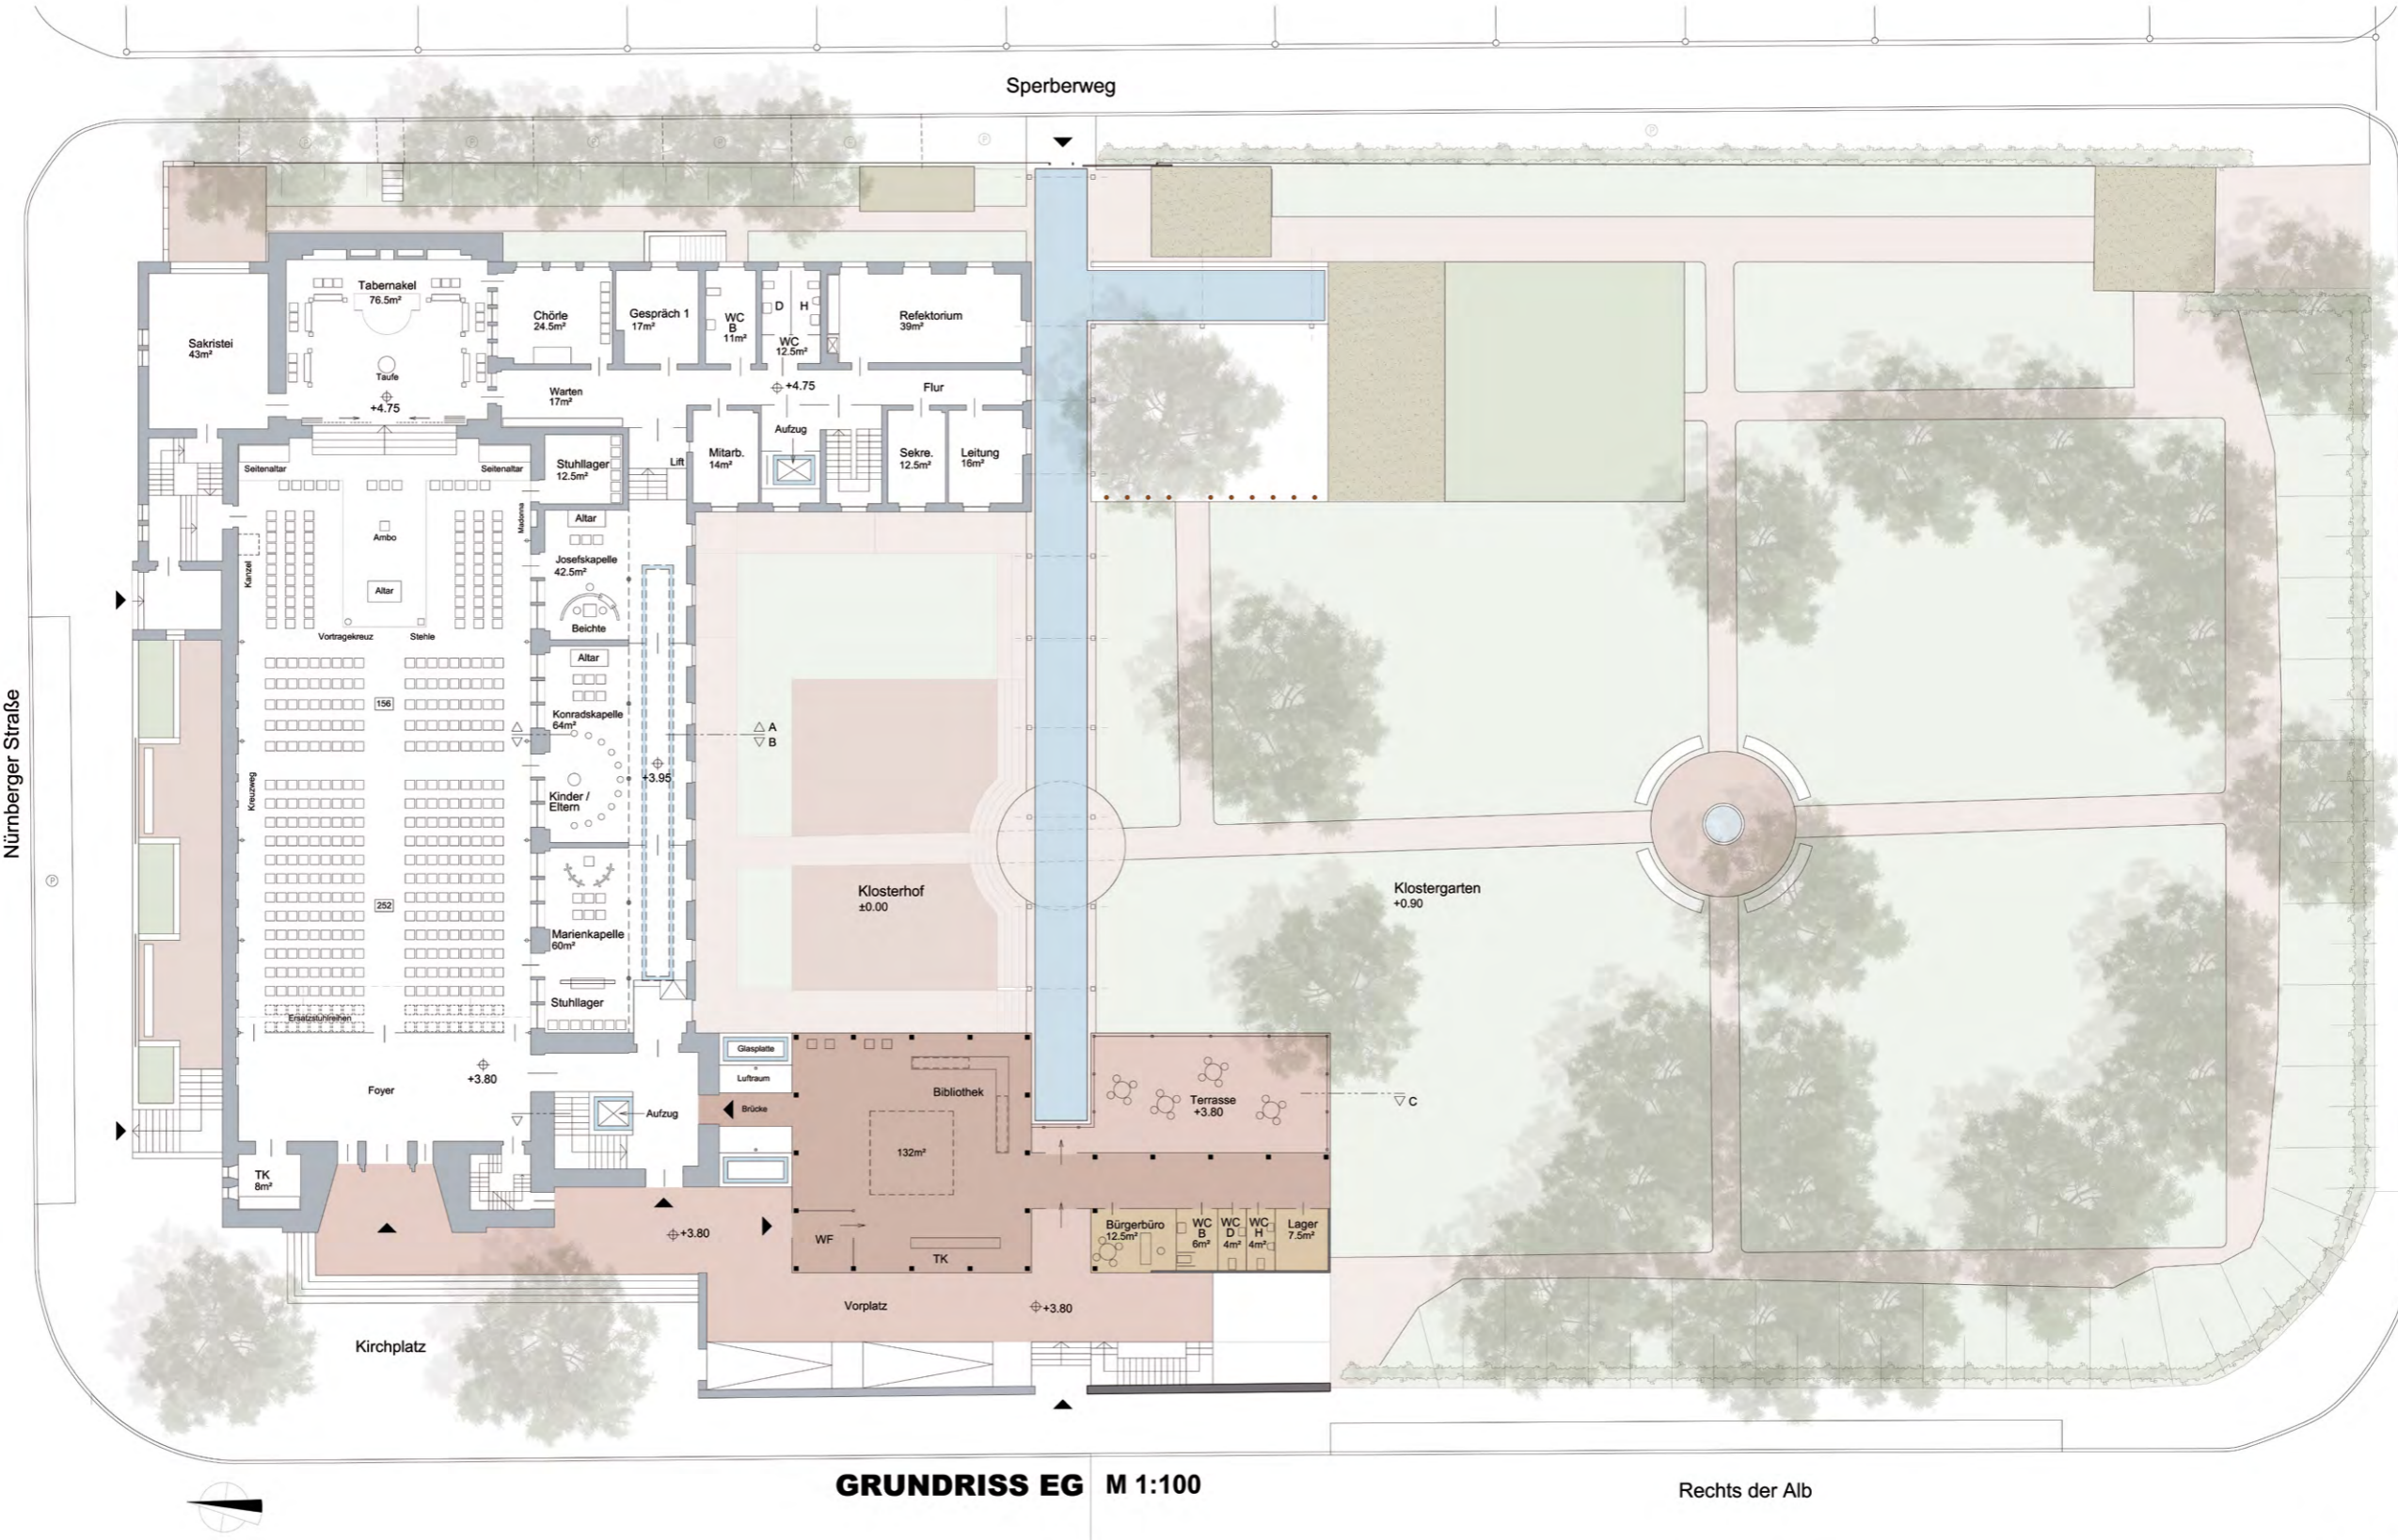 Sperberweg
P
P
P
P
P
P
P
Tabernakel
76.5m²
Chörle
24.5m²
Gespräch 1
17m²
WC
B
11m²
D H
WC
12.5m²
Refektorium
39m²
Sakristei
43m²
Taufe
+4.75
Warten
17m²
+4.75
Flur
Aufzug
Mitarb.
14m²
Sekre.
12.5m²
Leitung
16m²
Lift
Stuhllager
12.5m²
Seitenaltar
Seitenaltar
Madonna
Altar
Ambo
Josefskapelle
42.5m²
Kanzel
Altar
Beichte
Vortragekreuz
Stehle
Altar
156
Konradskapelle
64m²
A
B
+3.95
Kreuzweg
Kinder /
Eltern
Nürnberger Straße
P
252
Klosterhof
±0.00
Klostergarten
+0.90
Marienkapelle
60m²
Stuhllager
Ersatzstuhlreihen
+3.80
Foyer
Glasplatte
Luftraum
Brücke
Aufzug
Bibliothek
132m²
Terrasse
+3.80
C
TK
8m²
+3.80
WF
TK
Bürgerbüro
12.5m²
WC
B
6m²
WC
D
4m²
WC
H
4m²
Lager
7.5m²
Vorplatz
+3.80
Kirchplatz
GRUNDRISS EG M 1:100
Rechts der Alb